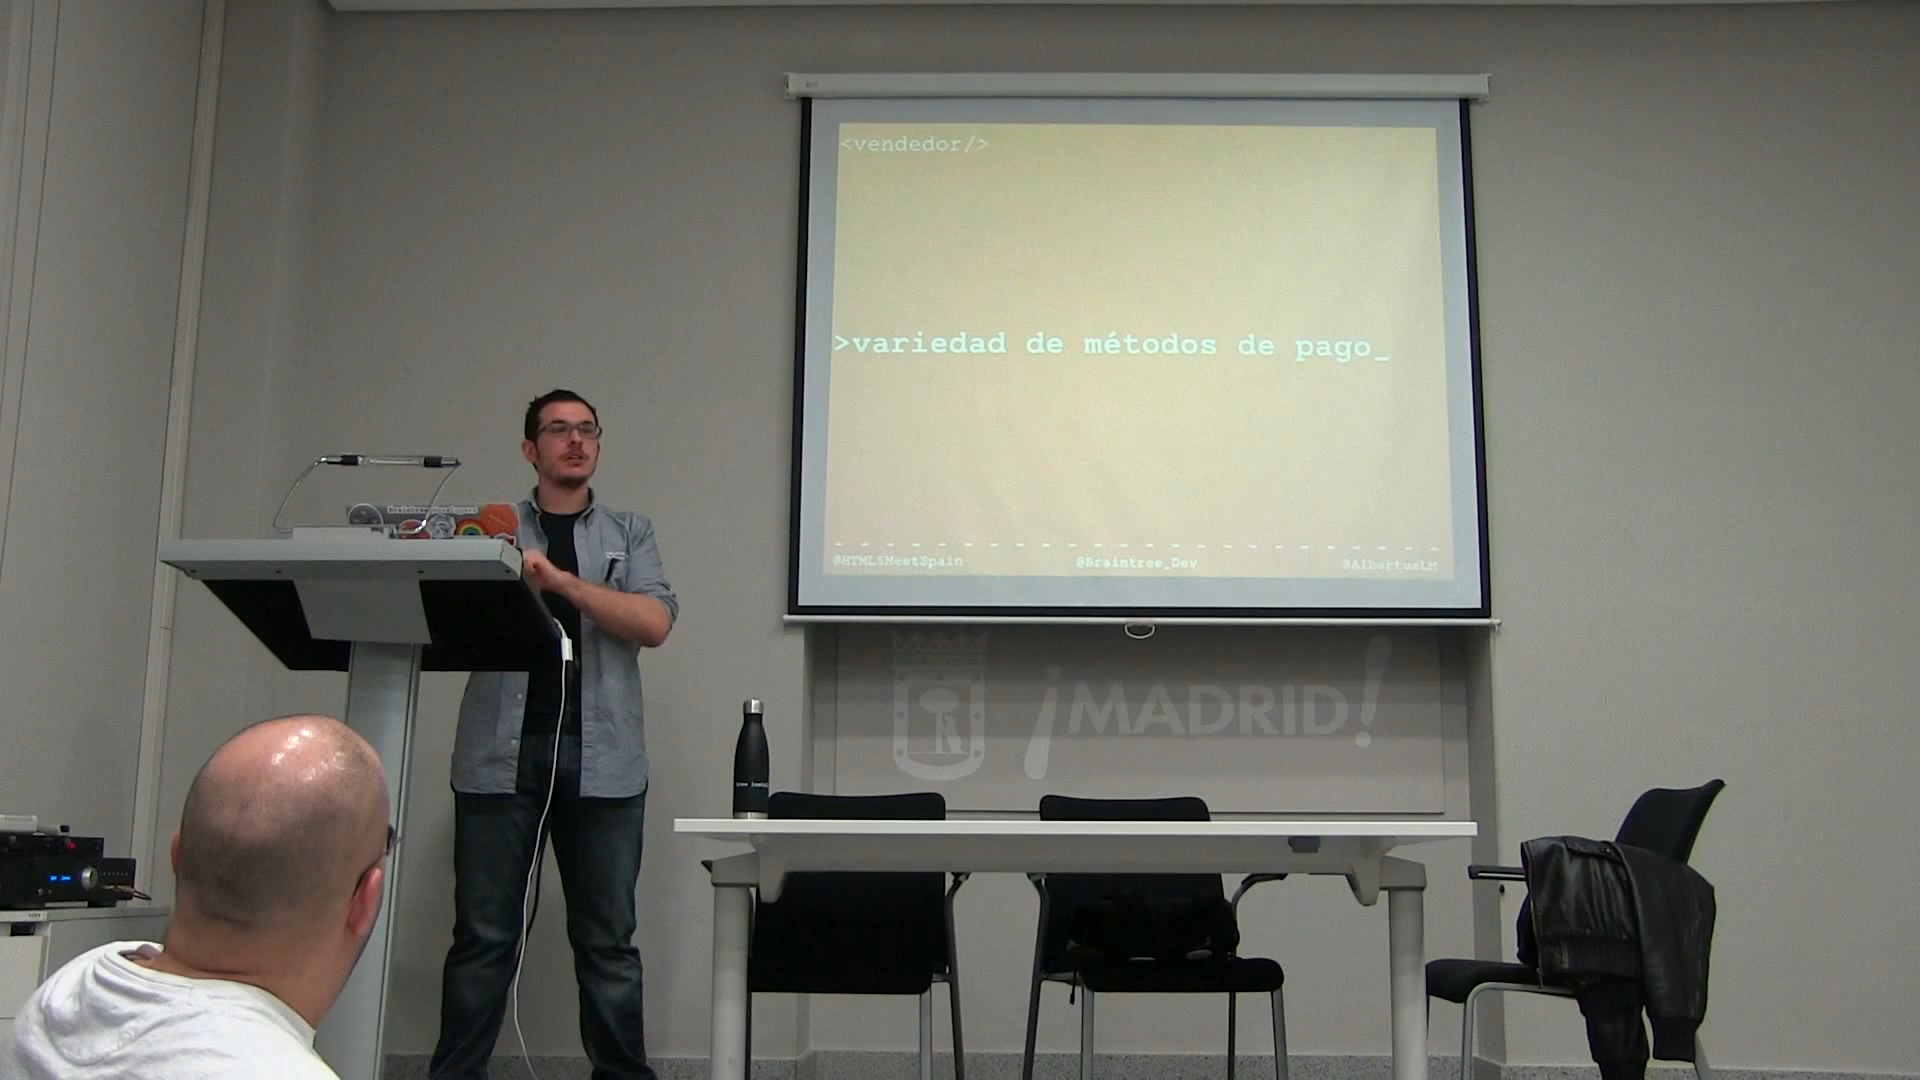 <vendedor/>
>variedad de métodos de pago_
@HTML5MeetSpain @Braintree_Dev @AlbertusLM
¡MADRID!